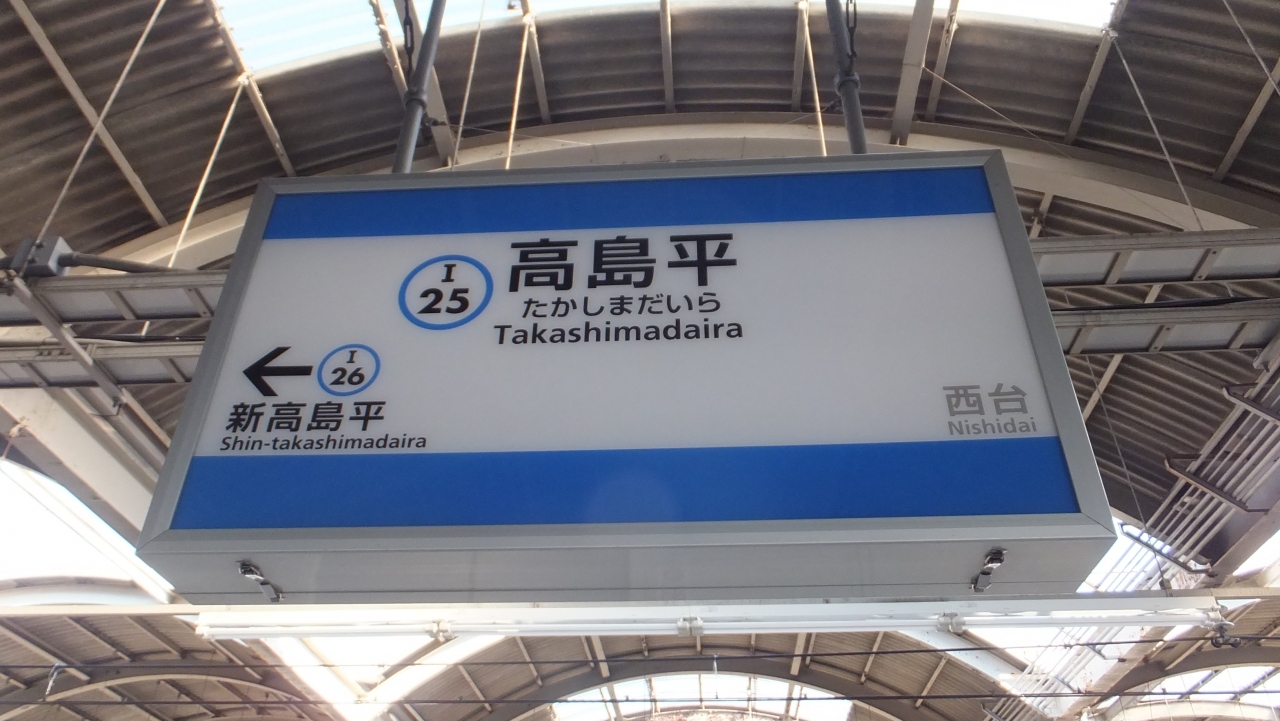 I
25
高島平
たかしまだいら
Takashimadaira
←
I
26
新高島平
Shin-takashimadaira
西台
Nishidai